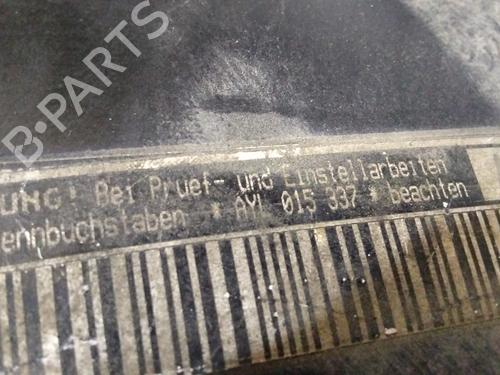 B-PARTS
UNG! Bei Pruef- und Einstellarbeiten
ennbuchstaben * AYL 015 337 * beachten